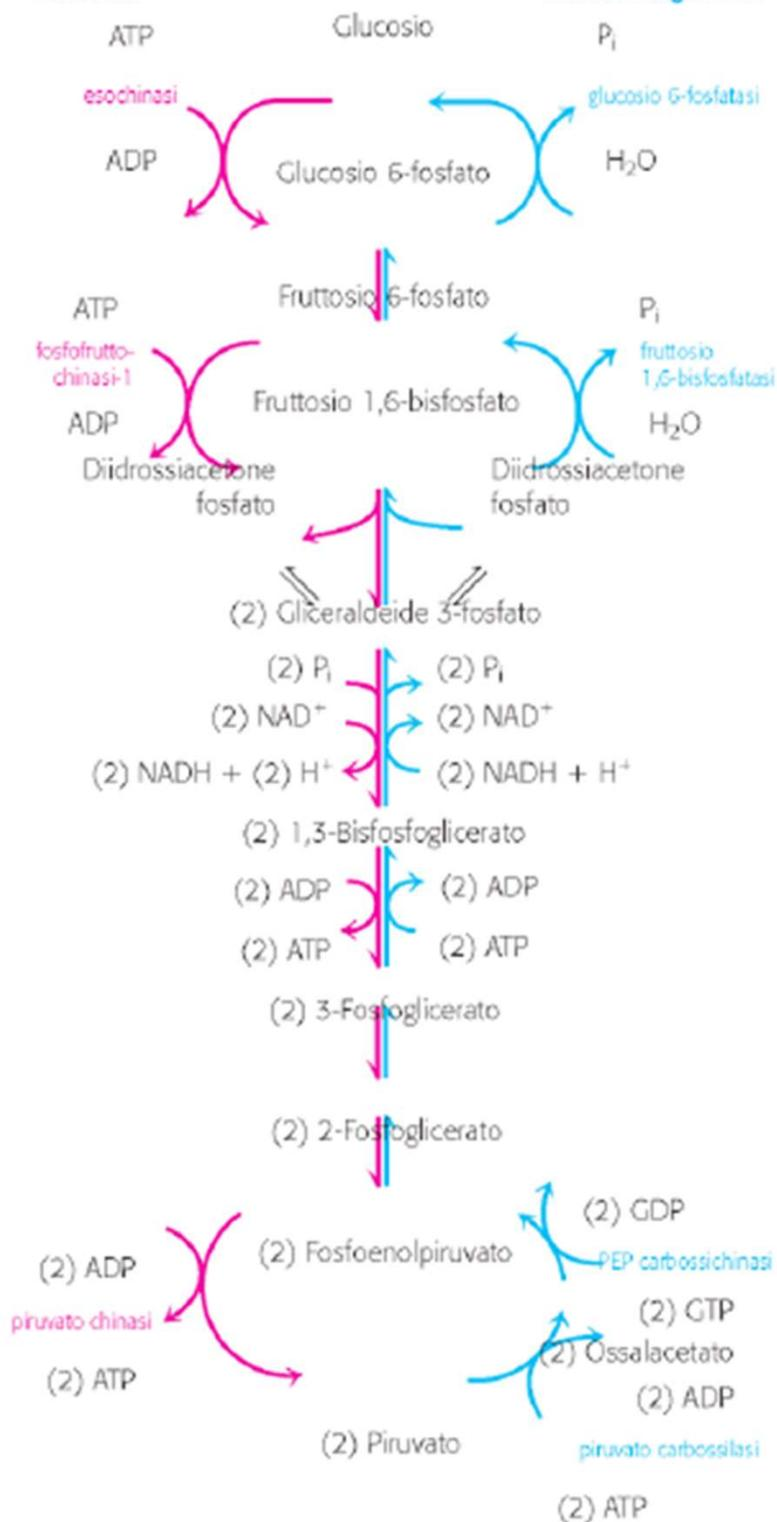 ATP
Glucosio
Pi
esochinasi
glucosio 6-fosfatasi
ADP
Glucosio 6-fosfato
H₂O
Fruttosio 6-fosfato
ATP
Pi
fosfofrutto-
chinasi-1
fruttosio
1,6-bisfosfatasi
Fruttosio 1,6-bisfosfato
ADP
H₂O
Diidrossiacetone
fosfato
Diidrossiacetone
fosfato
(2) Gliceraldeide 3-fosfato
(2) Pi
(2) Pi
(2) NAD⁺
(2) NAD⁺
(2) NADH + (2) H⁺
(2) NADH + H⁺
(2) 1,3-Bisfosfoglicerato
(2) ADP
(2) ADP
(2) ATP
(2) ATP
(2) 3-Fosfoglicerato
(2) 2-Fosfoglicerato
(2) GDP
(2) Fosfoenolpiruvato
PEP carbossichinasi
(2) ADP
(2) GTP
piruvato chinasi
(2) Ossalacetato
(2) ATP
(2) ADP
(2) Piruvato
piruvato carbossilasi
(2) ATP